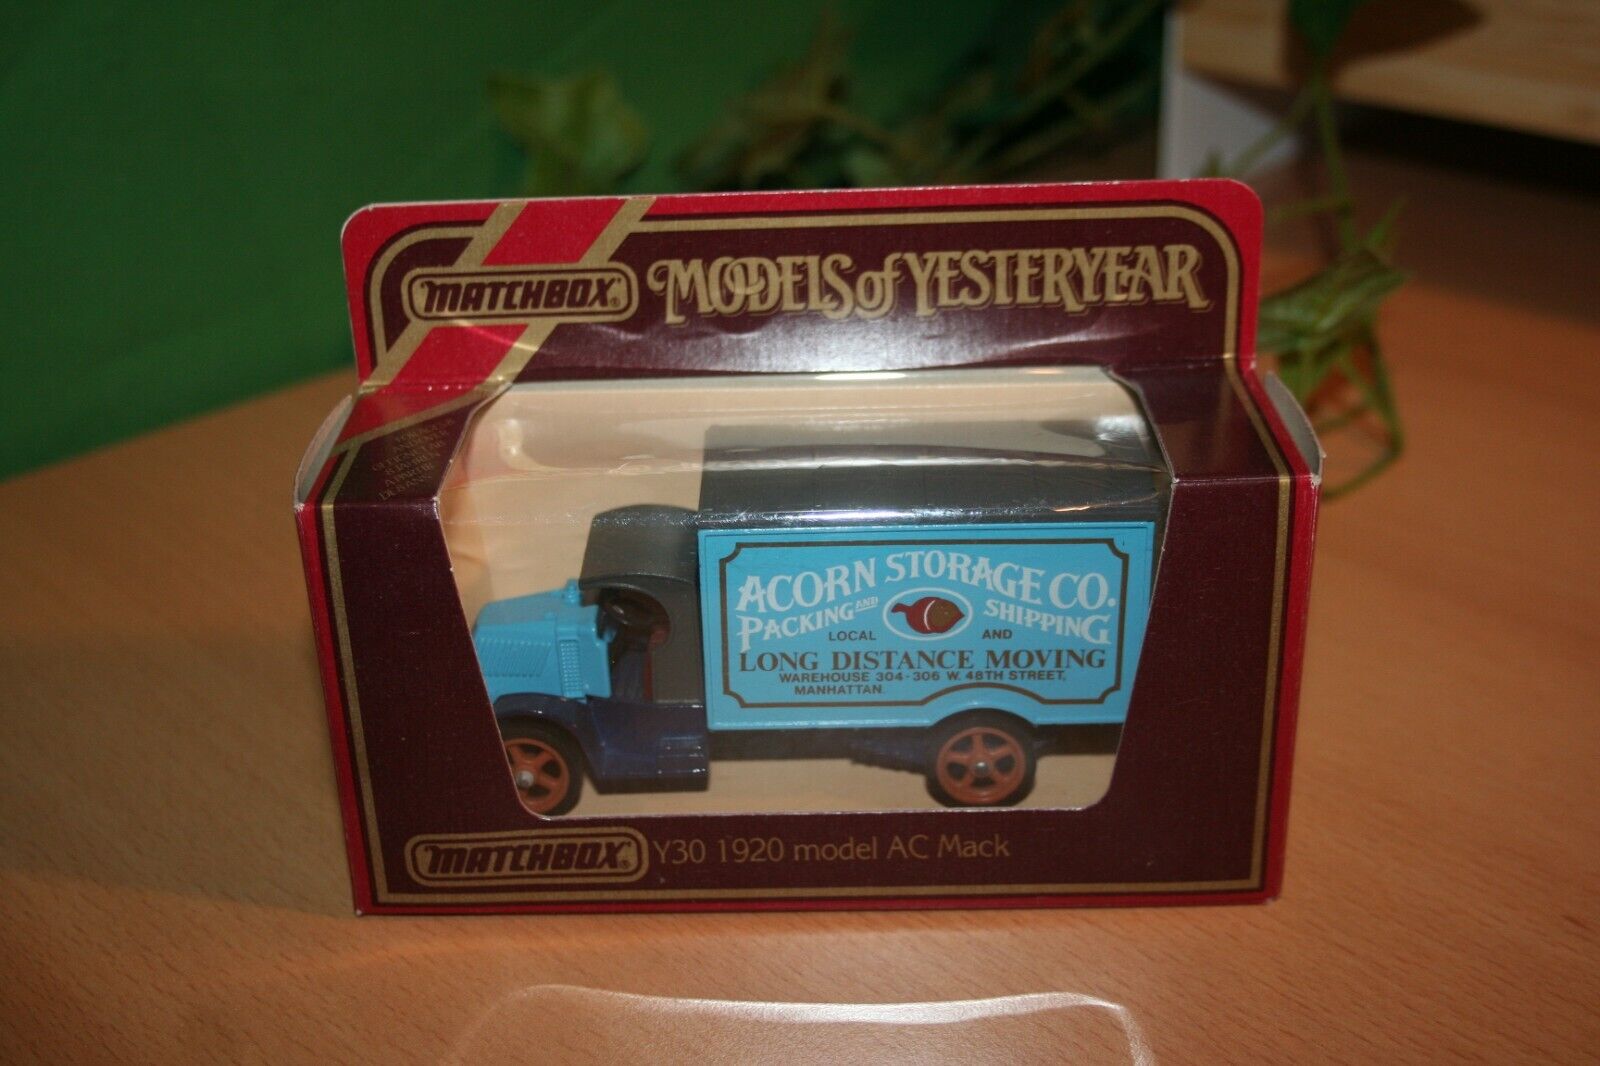 MATCHBOX® MODELS of YESTERYEAR
ACORN STORAGE CO.
PACKING AND SHIPPING
LOCAL AND
LONG DISTANCE MOVING
WAREHOUSE 304-306 W. 48TH STREET,
MANHATTAN.
MATCHBOX® Y30 1920 model AC Mack